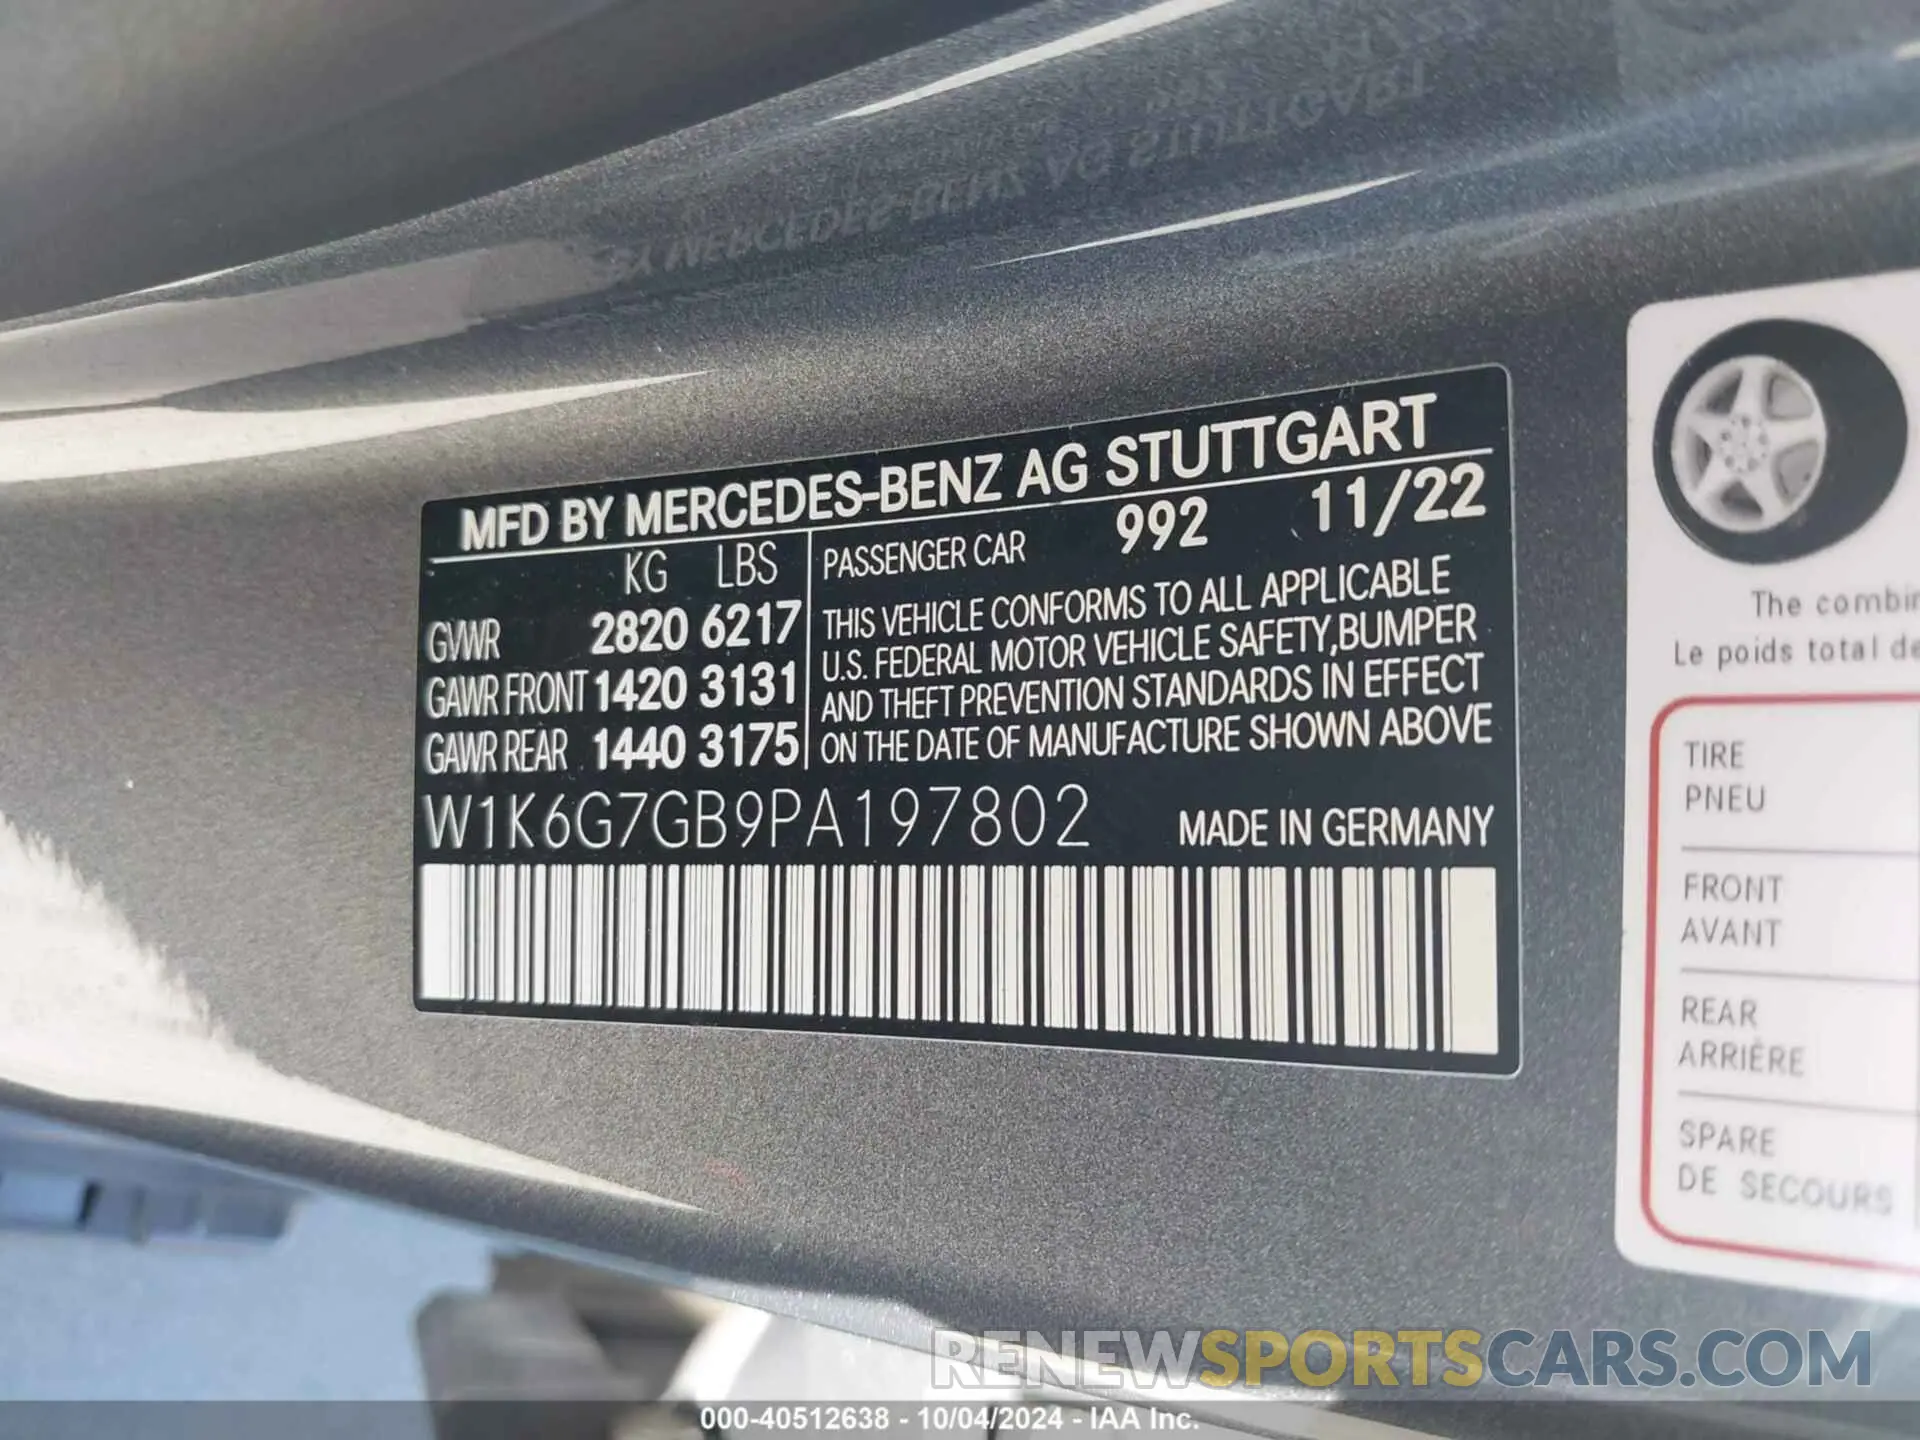 MFD BY MERCEDES-BENZ AG STUTTGART
KG LBS
GVWR 2820 6217
GAWR FRONT 1420 3131
GAWR REAR 1440 3175
PASSENGER CAR 992 11/22
THIS VEHICLE CONFORMS TO ALL APPLICABLE
U.S. FEDERAL MOTOR VEHICLE SAFETY,BUMPER
AND THEFT PREVENTION STANDARDS IN EFFECT
ON THE DATE OF MANUFACTURE SHOWN ABOVE
W1K6G7GB9PA197802 MADE IN GERMANY
The combin
Le poids total de
TIRE
PNEU
FRONT
AVANT
REAR
ARRIÉRE
SPARE
DE SECOURS
RENEWSPORTSCARS.COM
000-40512638 - 10/04/2024 - IAA Inc.